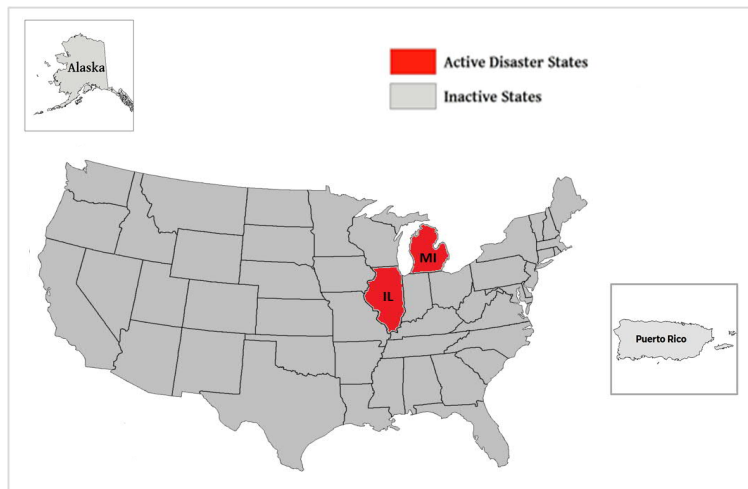 Alaska
Active Disaster States
Inactive States
MI
IL
Puerto Rico